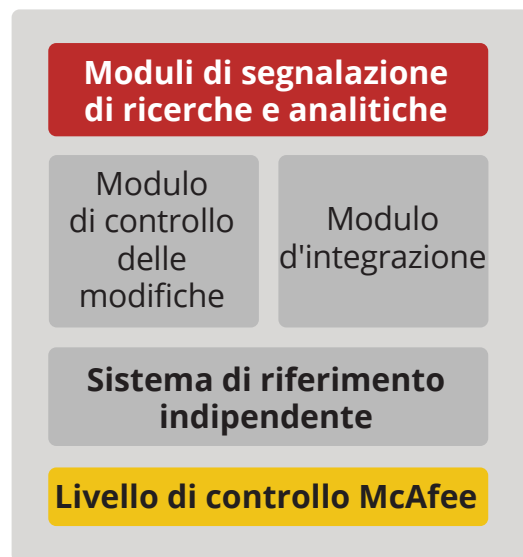 Moduli di segnalazione
di ricerche e analitiche
Modulo
di controllo
delle
modifiche
Modulo
d'integrazione
Sistema di riferimento
indipendente
Livello di controllo McAfee